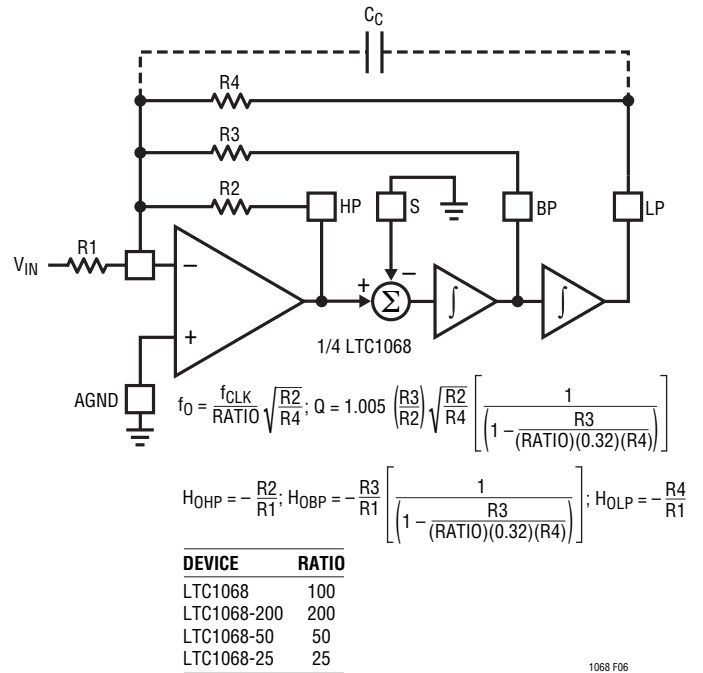 C_C
R4
R3
R2
HP
S
BP
LP
R1
V_IN
−
+
+
−
Σ
∫
∫
1/4 LTC1068
AGND
f_O = f_CLK/RATIO √(R2/R4); Q = 1.005 (R3/R2) √(R2/R4) [1/(1 − R3/((RATIO)(0.32)(R4)))]
H_OHP = − R2/R1; H_OBP = − R3/R1 [1/(1 − R3/((RATIO)(0.32)(R4)))]; H_OLP = − R4/R1
DEVICE RATIO
LTC1068 100
LTC1068-200 200
LTC1068-50 50
LTC1068-25 25
1068 F06